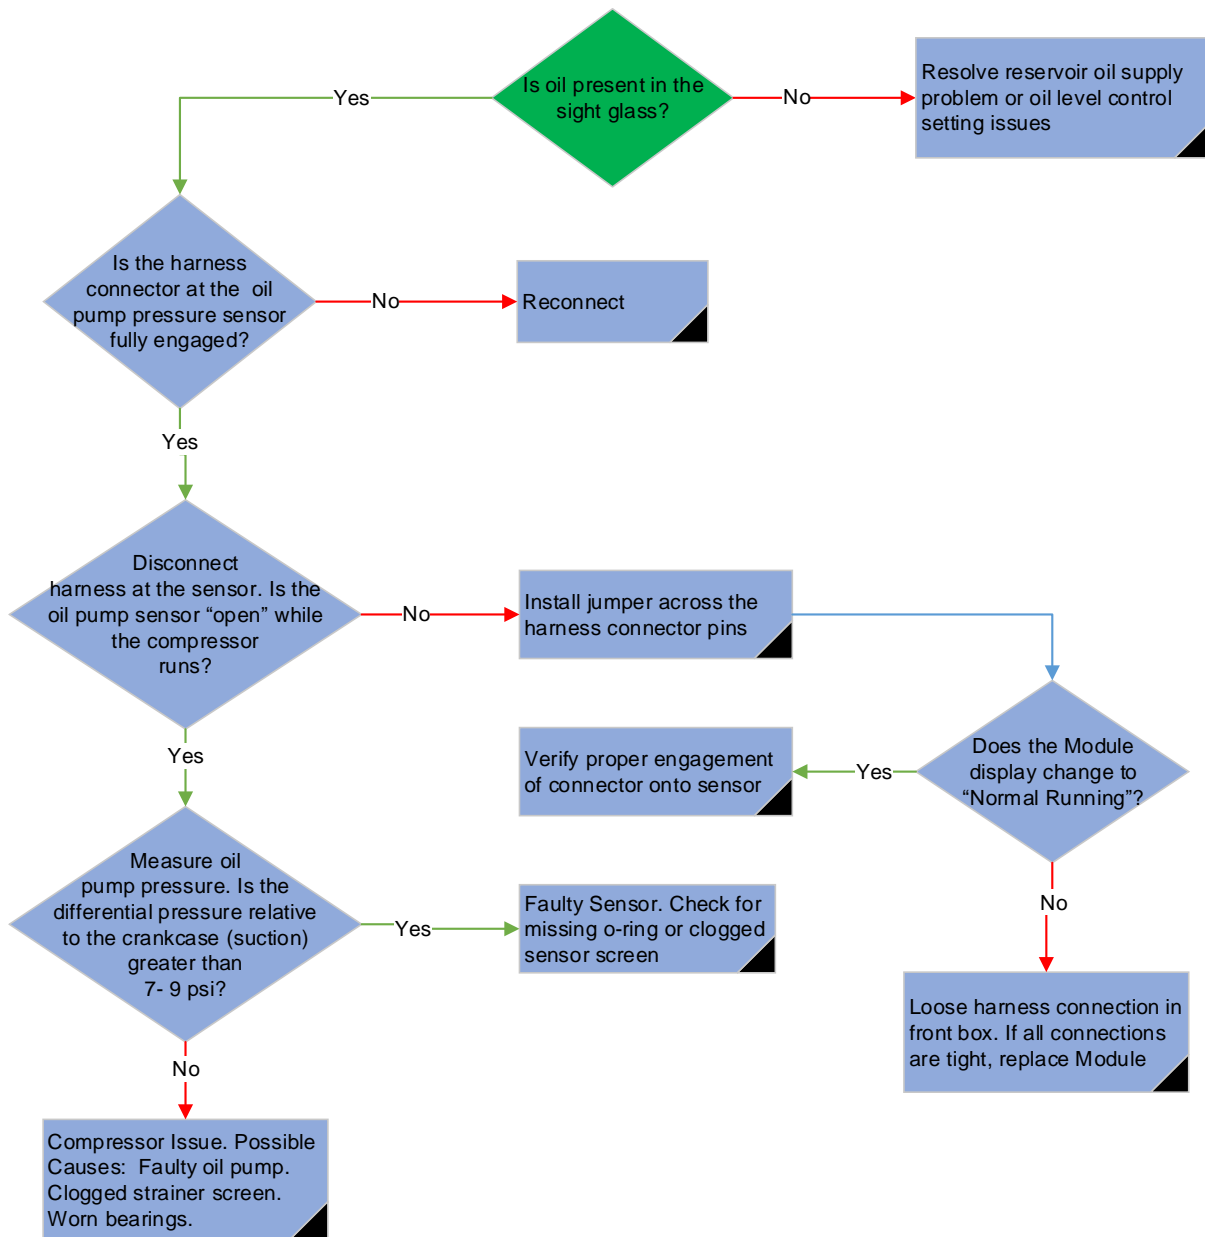 Is oil present in the
sight glass?
Yes
No
Resolve reservoir oil supply
problem or oil level control
setting issues
Is the harness
connector at the oil
pump pressure sensor
fully engaged?
No
Reconnect
Yes
Disconnect
harness at the sensor. Is the
oil pump sensor “open” while
the compressor
runs?
No
Install jumper across the
harness connector pins
Yes
Does the Module
display change to
“Normal Running”?
Yes
Verify proper engagement
of connector onto sensor
No
Loose harness connection in
front box. If all connections
are tight, replace Module
Measure oil
pump pressure. Is the
differential pressure relative
to the crankcase (suction)
greater than
7- 9 psi?
Yes
Faulty Sensor. Check for
missing o-ring or clogged
sensor screen
No
Compressor Issue. Possible
Causes: Faulty oil pump.
Clogged strainer screen.
Worn bearings.